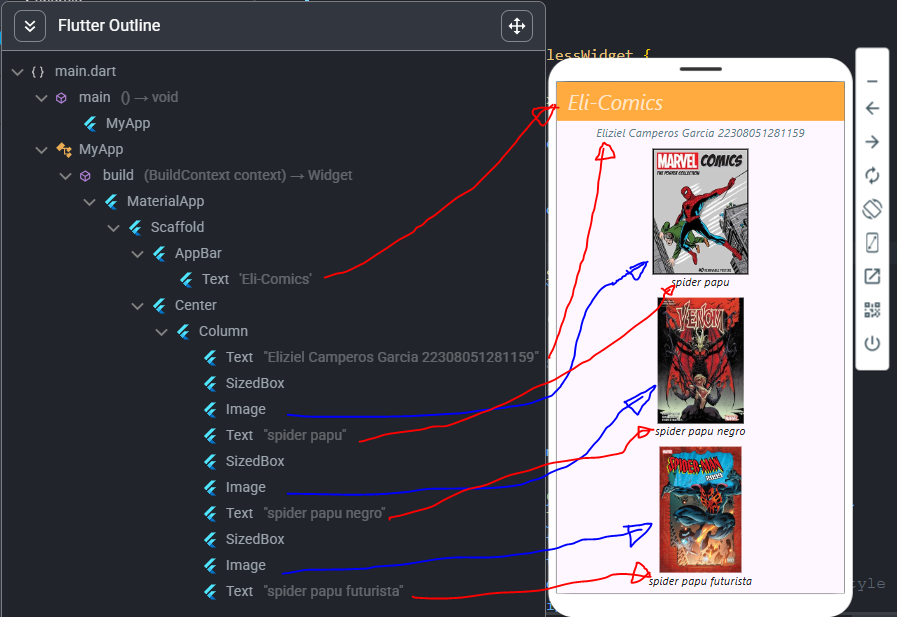 Flutter Outline
lessWidget {
main.dart
main () → void
MyApp
MyApp
build (BuildContext context) → Widget
MaterialApp
Scaffold
AppBar
Text 'Eli-Comics'
Center
Column
Text "Eliziel Camperos Garcia 22308051281159"
SizedBox
Image
Text "spider papu"
SizedBox
Image
Text "spider papu negro"
SizedBox
Image
Text "spider papu futurista"
Eli-Comics
Eliziel Camperos Garcia 22308051281159
MARVEL COMICS
THE POSTER COLLECTION
spider papu
VENOM
spider papu negro
SPIDER-MAN
2099
spider papu futurista
tyle